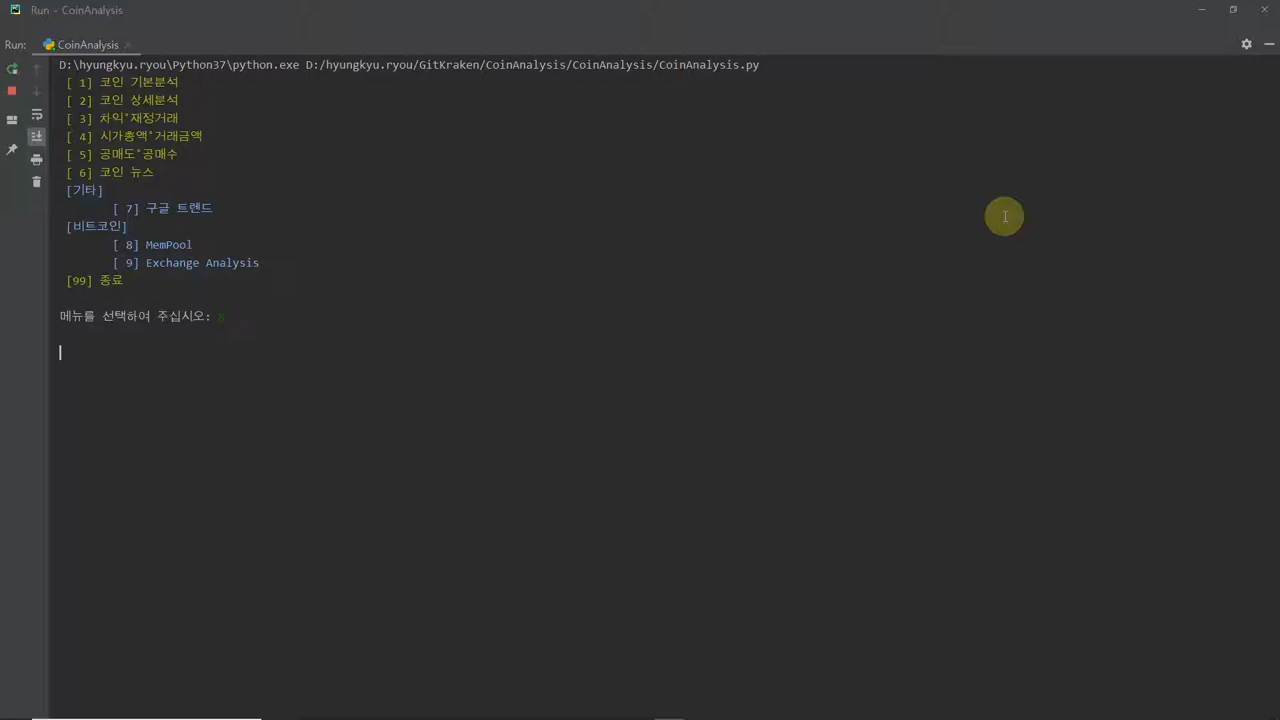 Run - CoinAnalysis
Run: CoinAnalysis
D:\hyungkyu.ryou\Python37\python.exe D:/hyungkyu.ryou/GitKraken/CoinAnalysis/CoinAnalysis/CoinAnalysis.py
[ 1] 코인 기본분석
[ 2] 코인 상세분석
[ 3] 차익*재정거래
[ 4] 시가총액*거래금액
[ 5] 공매도*공매수
[ 6] 코인 뉴스
[기타]
[ 7] 구글 트렌드
[비트코인]
[ 8] MemPool
[ 9] Exchange Analysis
[99] 종료
메뉴를 선택하여 주십시오: 8